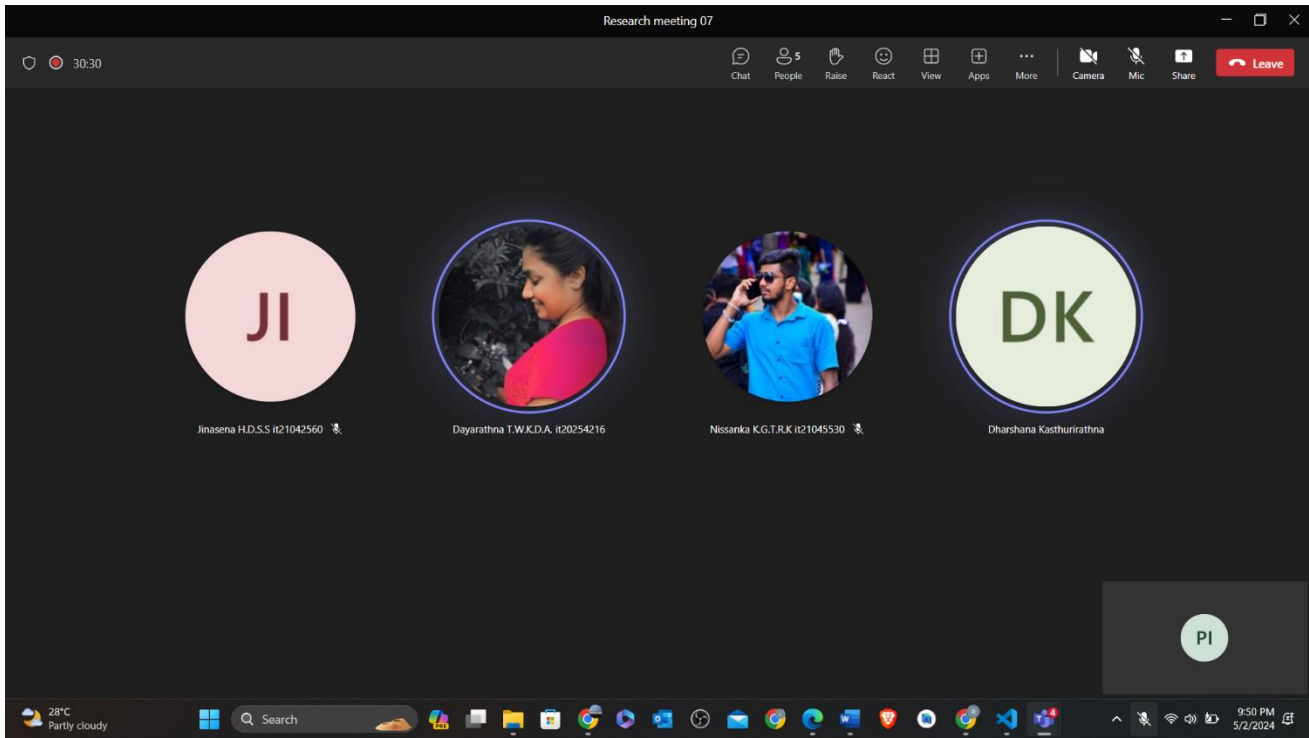 Research meeting 07
30:30
Chat
5
People
Raise
React
View
Apps
More
Camera
Mic
Share
Leave
JI
DK
Jinasena H.D.S.S it21042560
Dayarathna T.W.K.D.A. it20254216
Nissanka K.G.T.R.K it21045530
Dharshana Kasthurirathna
PI
28°C
Partly cloudy
Search
PRE
4
9:50 PM
5/2/2024